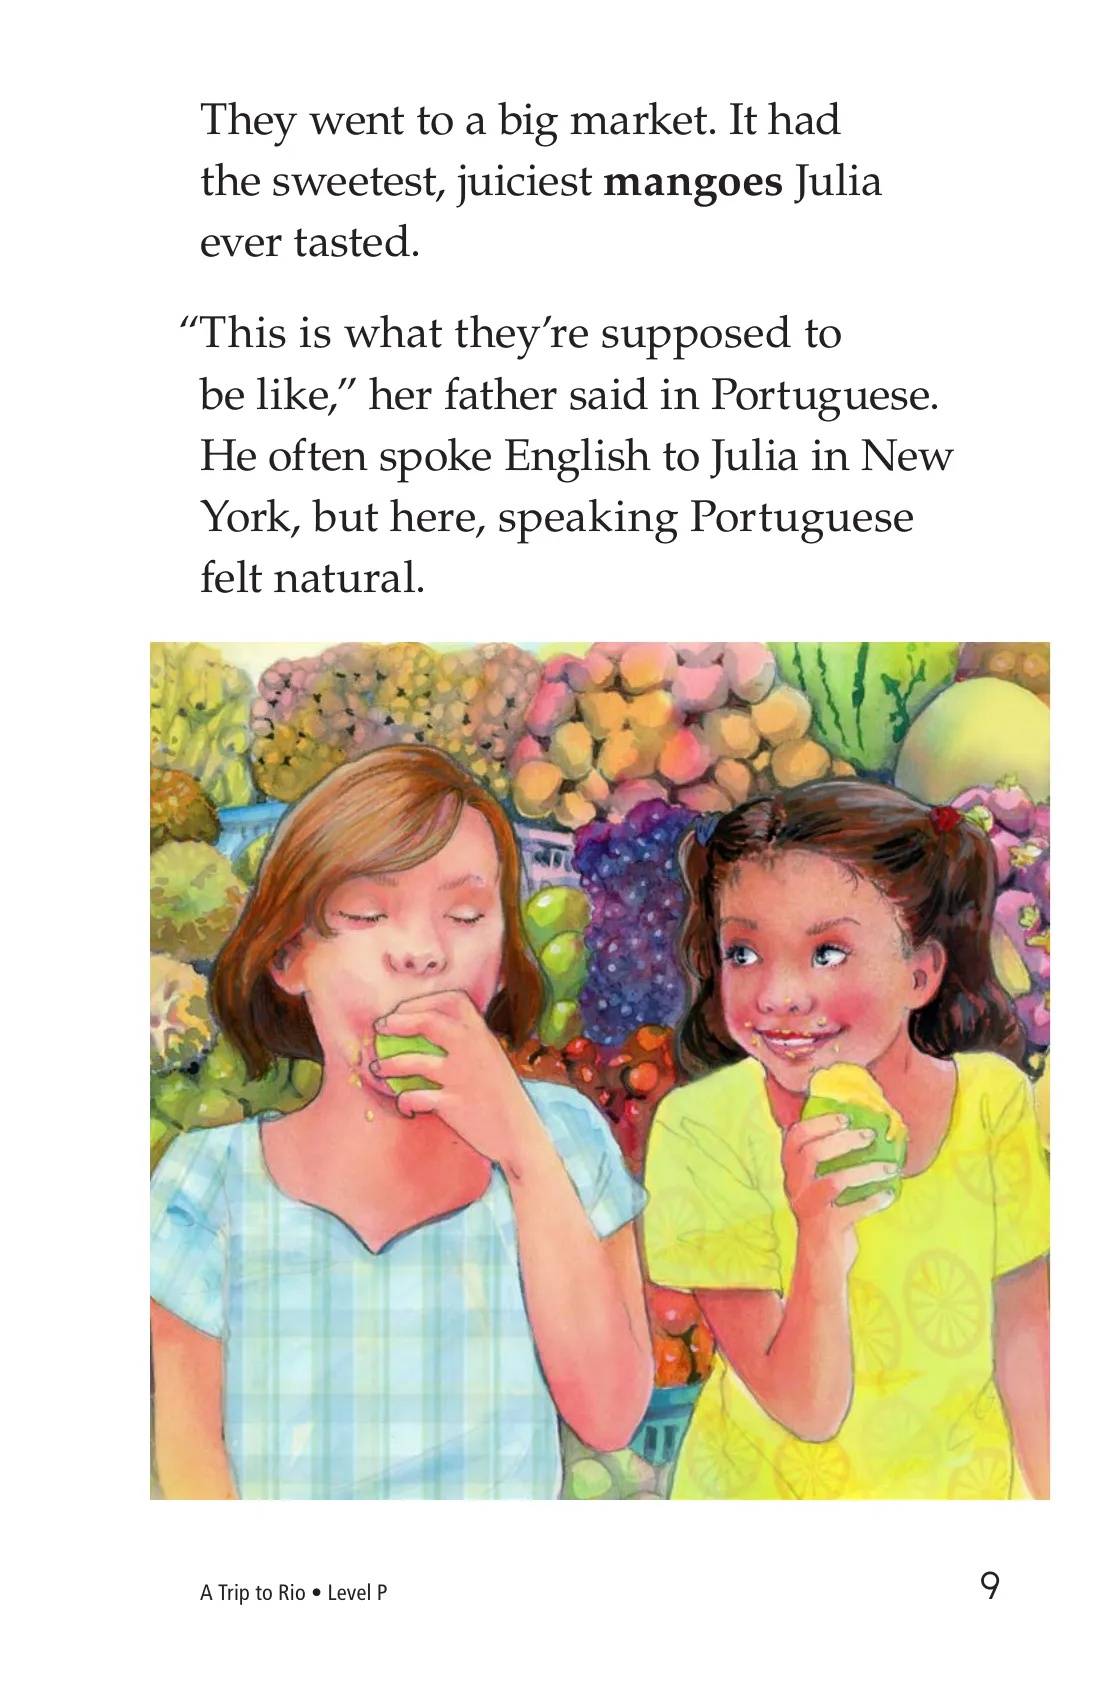 They went to a big market. It had
the sweetest, juiciest mangoes Julia
ever tasted.
“This is what they’re supposed to
be like,” her father said in Portuguese.
He often spoke English to Julia in New
York, but here, speaking Portuguese
felt natural.
A Trip to Rio • Level P
9